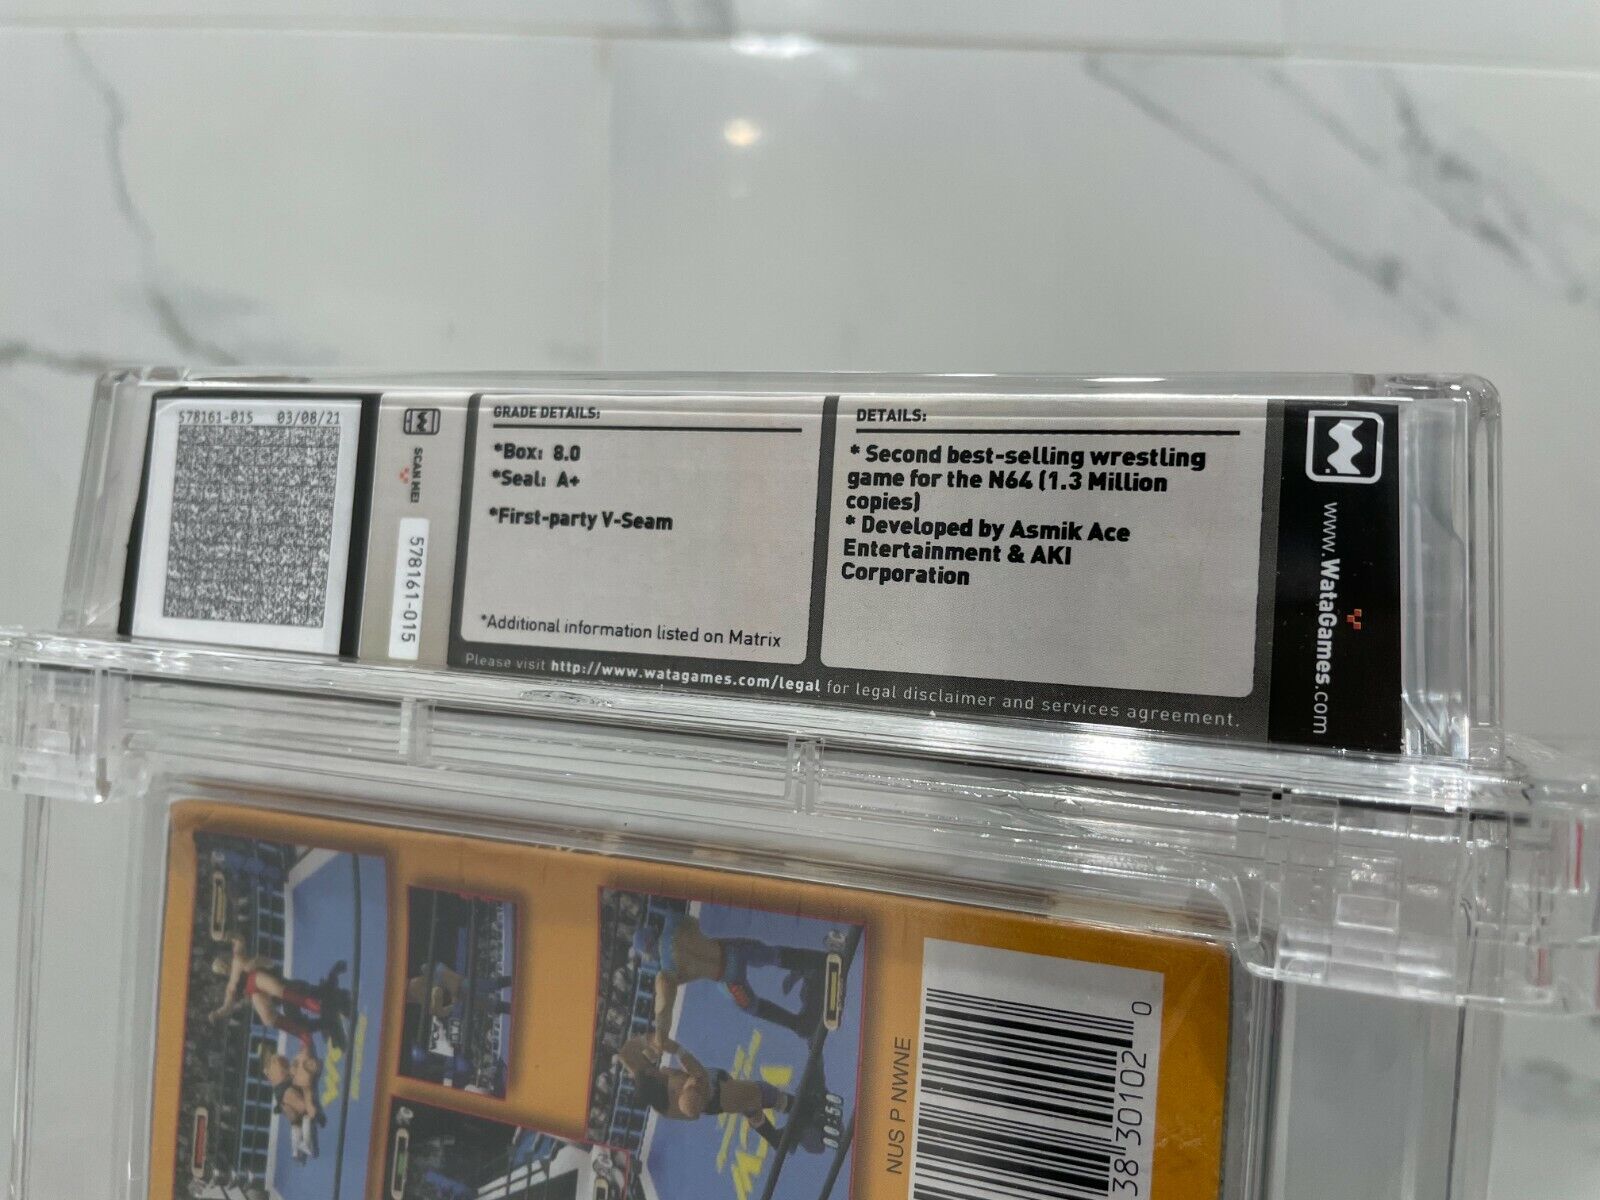 578161-015 03/08/21
SCAN ME!
578161-015
GRADE DETAILS:
*Box: 8.0
*Seal: A+
*First-party V-Seam
*Additional information listed on Matrix
DETAILS:
* Second best-selling wrestling
game for the N64 (1.3 Million
copies)
* Developed by Asmik Ace
Entertainment & AKI
Corporation
Please visit http://www.watagames.com/legal for legal disclaimer and services agreement.
www.WataGames.com
00:50
NUS P NWNE
38 30102 0